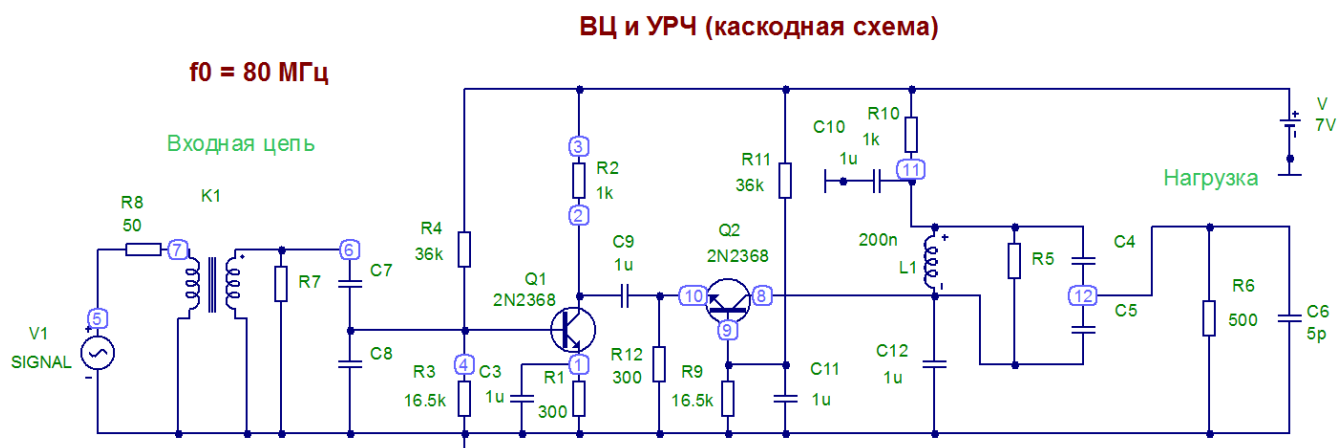 ВЦ и УРЧ (каскодная схема)
f0 = 80 МГц
Входная цепь
Нагрузка
V
7V
R10
1k
C10
1u
11
3
R2
1k
2
R11
36k
R8
50
K1
7
6
R4
36k
C7
C9
1u
Q2
2N2368
10
8
9
200n
L1
R5
C4
12
C5
R6
500
C6
5p
Q1
2N2368
5
V1
SIGNAL
R7
C8
4
R3
16.5k
C3
1u
1
R1
300
R12
300
R9
16.5k
C11
1u
C12
1u